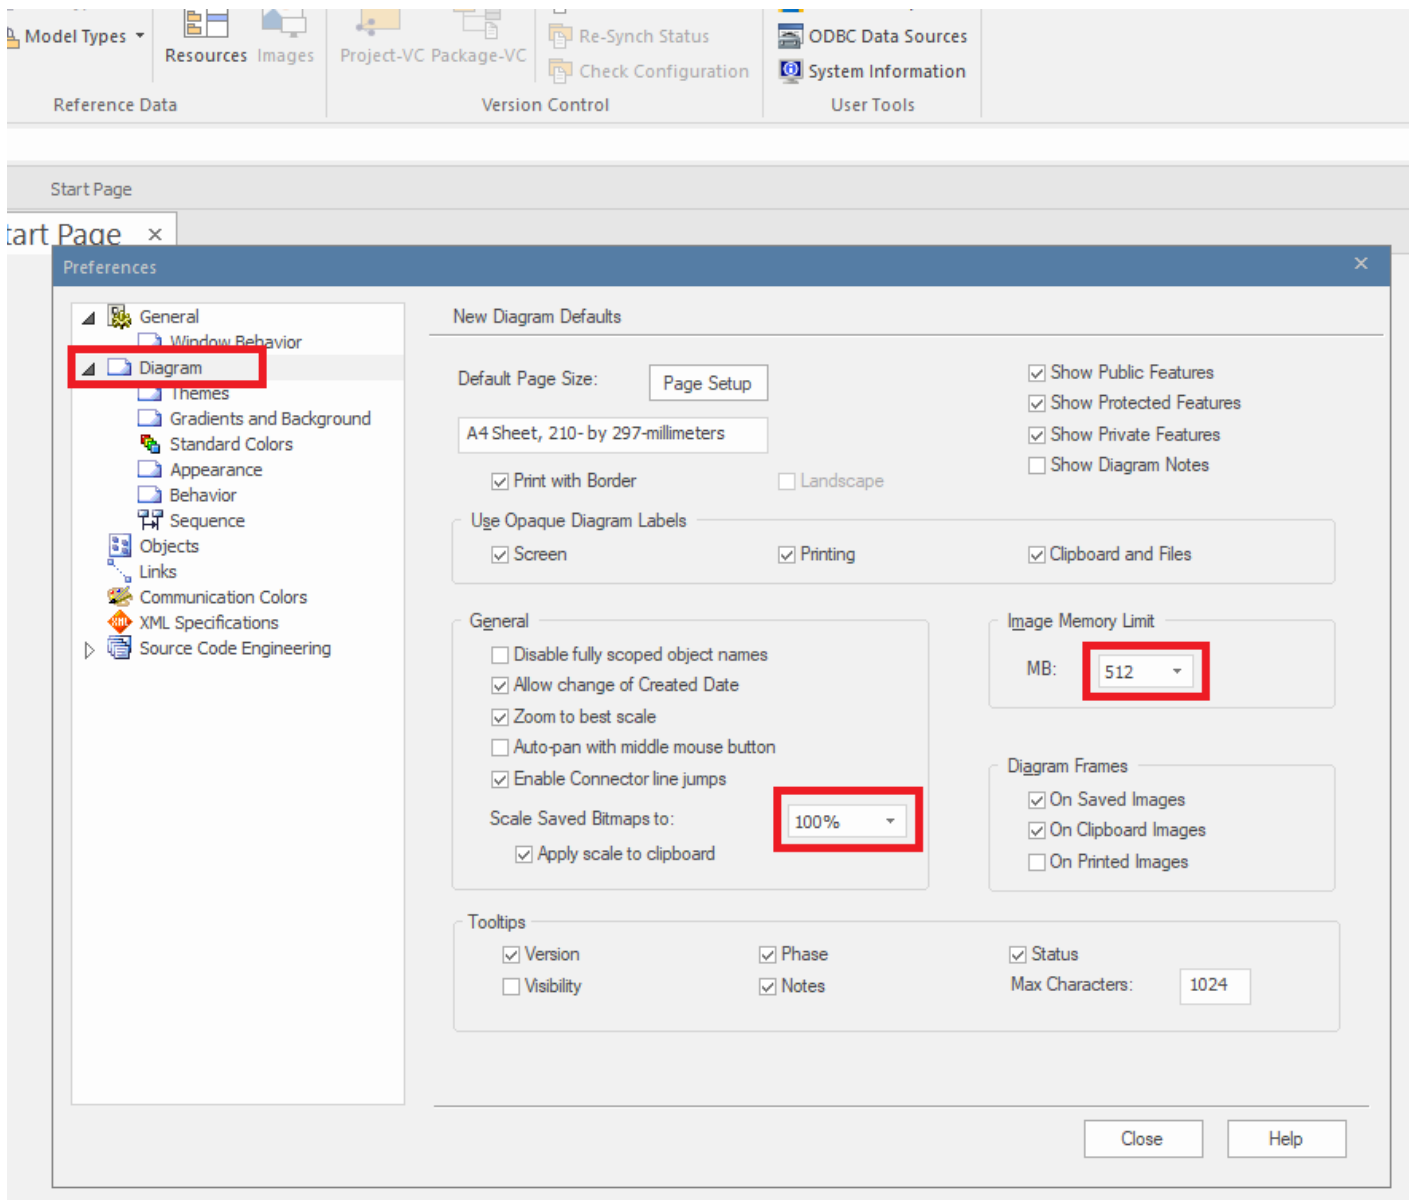 Model Types
Resources
Images
Project-VC
Package-VC
Re-Synch Status
Check Configuration
ODBC Data Sources
System Information
Reference Data
Version Control
User Tools
Start Page
tart Page
Preferences
General
Window Behavior
Diagram
Themes
Gradients and Background
Standard Colors
Appearance
Behavior
Sequence
Objects
Links
Communication Colors
XML Specifications
Source Code Engineering
New Diagram Defaults
Default Page Size:
Page Setup
A4 Sheet, 210- by 297-millimeters
Print with Border
Landscape
Show Public Features
Show Protected Features
Show Private Features
Show Diagram Notes
Use Opaque Diagram Labels
Screen
Printing
Clipboard and Files
General
Disable fully scoped object names
Allow change of Created Date
Zoom to best scale
Auto-pan with middle mouse button
Enable Connector line jumps
Scale Saved Bitmaps to:
100%
Apply scale to clipboard
Image Memory Limit
MB:
512
Diagram Frames
On Saved Images
On Clipboard Images
On Printed Images
Tooltips
Version
Phase
Status
Visibility
Notes
Max Characters:
1024
Close
Help